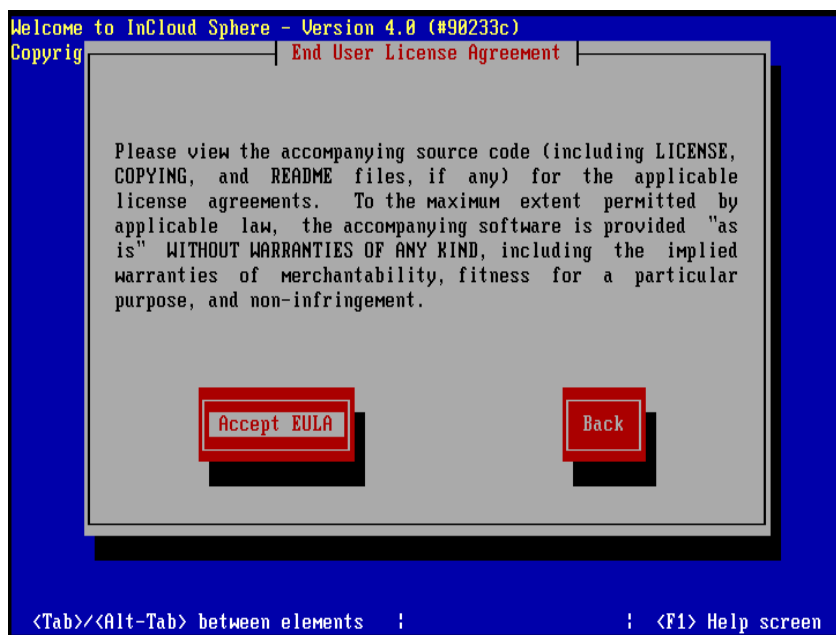 Welcome to InCloud Sphere - Version 4.0 (#90233c)
Copyrig
End User License Agreement
Please view the accompanying source code (including LICENSE,
COPYING, and README files, if any) for the applicable
license agreements. To the maximum extent permitted by
applicable law, the accompanying software is provided "as
is" WITHOUT WARRANTIES OF ANY KIND, including the implied
warranties of merchantability, fitness for a particular
purpose, and non-infringement.
Accept EULA
Back
<Tab>/<Alt-Tab> between elements ¦ ¦ <F1> Help screen